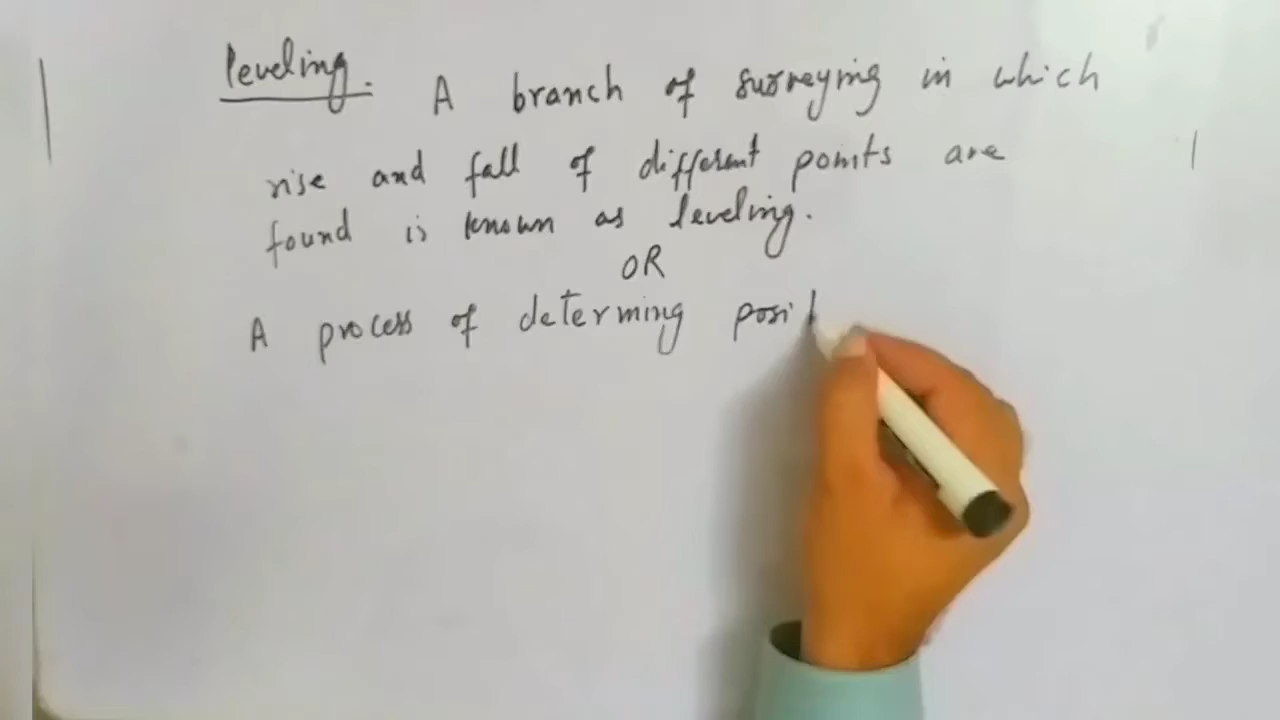 leveling. A branch of surveying in which
rise and fall of different points are
found is known as leveling.
OR
A process of determing posit